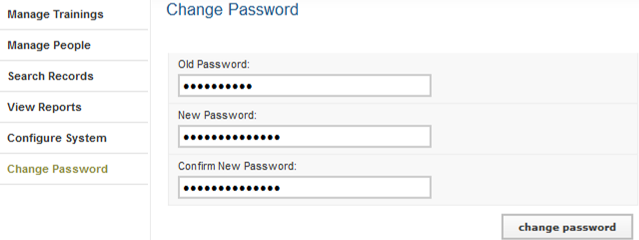 Manage Trainings
Manage People
Search Records
View Reports
Configure System
Change Password
Change Password
Old Password:
••••••••••
New Password:
••••••••••••••
Confirm New Password:
••••••••••••••
change password